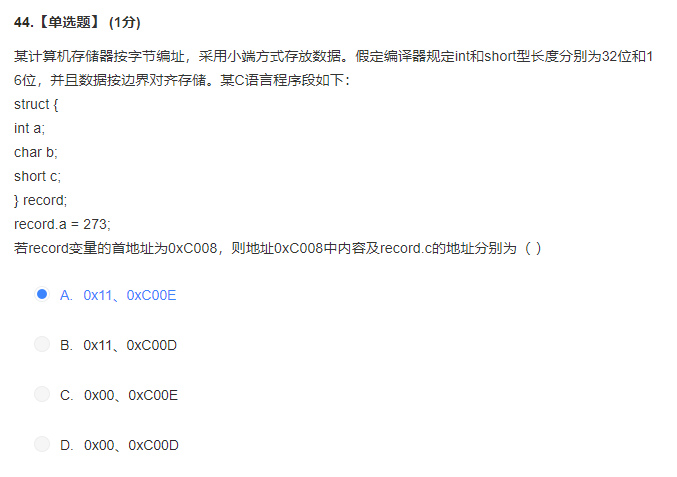 44.【单选题】 (1分)
某计算机存储器按字节编址，采用小端方式存放数据。假定编译器规定int和short型长度分别为32位和1
6位，并且数据按边界对齐存储。某C语言程序段如下：
struct {
int a;
char b;
short c;
} record;
record.a = 273;
若record变量的首地址为0xC008，则地址0xC008中内容及record.c的地址分别为（ ）
A. 0x11、0xC00E
B. 0x11、0xC00D
C. 0x00、0xC00E
D. 0x00、0xC00D